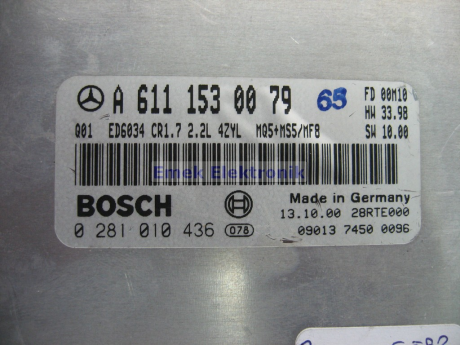 A 611 153 00 79 65 FD 00M10
HW 33.98
Q01 ED6034 CR1.7 2.2L 4ZYL MQ5+MS5/MF8 SW 10.00
Emek Elektronik
BOSCH Made in Germany
13.10.00 28RTE000
0 281 010 436 078 09013 7450 0096